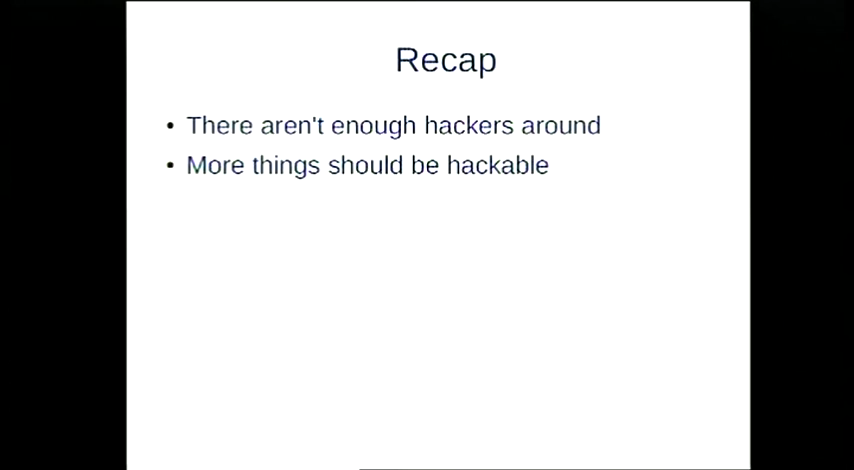 Recap
• There aren't enough hackers around
• More things should be hackable